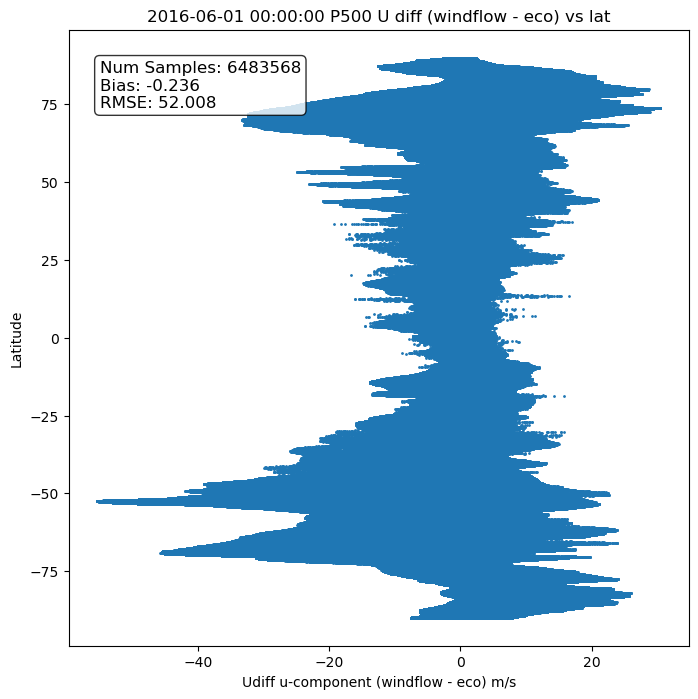 2016-06-01 00:00:00 P500 U diff (windflow - eco) vs lat
Num Samples: 6483568
Bias: -0.236
RMSE: 52.008
75
50
25
0
−25
−50
−75
Latitude
−40
−20
0
20
Udiff u-component (windflow - eco) m/s